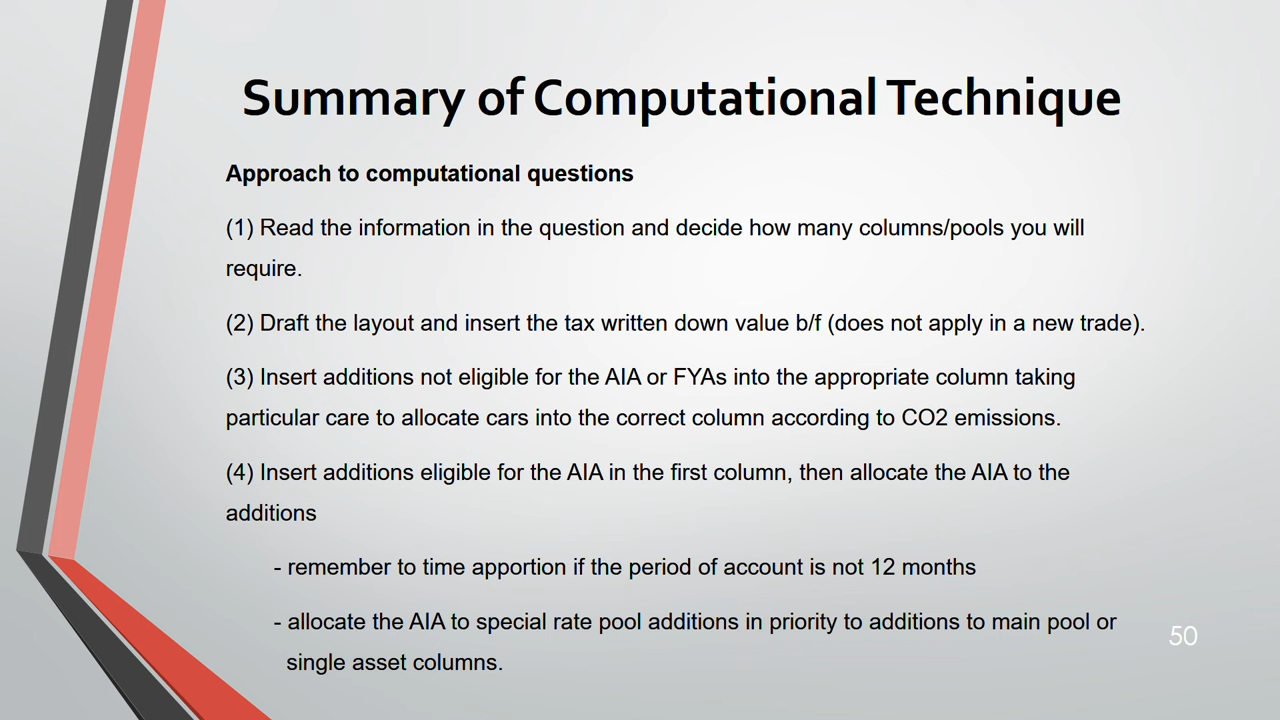 Summary of Computational Technique
Approach to computational questions
(1) Read the information in the question and decide how many columns/pools you will
require.
(2) Draft the layout and insert the tax written down value b/f (does not apply in a new trade).
(3) Insert additions not eligible for the AIA or FYAs into the appropriate column taking
particular care to allocate cars into the correct column according to CO2 emissions.
(4) Insert additions eligible for the AIA in the first column, then allocate the AIA to the
additions
- remember to time apportion if the period of account is not 12 months
- allocate the AIA to special rate pool additions in priority to additions to main pool or
single asset columns.
50